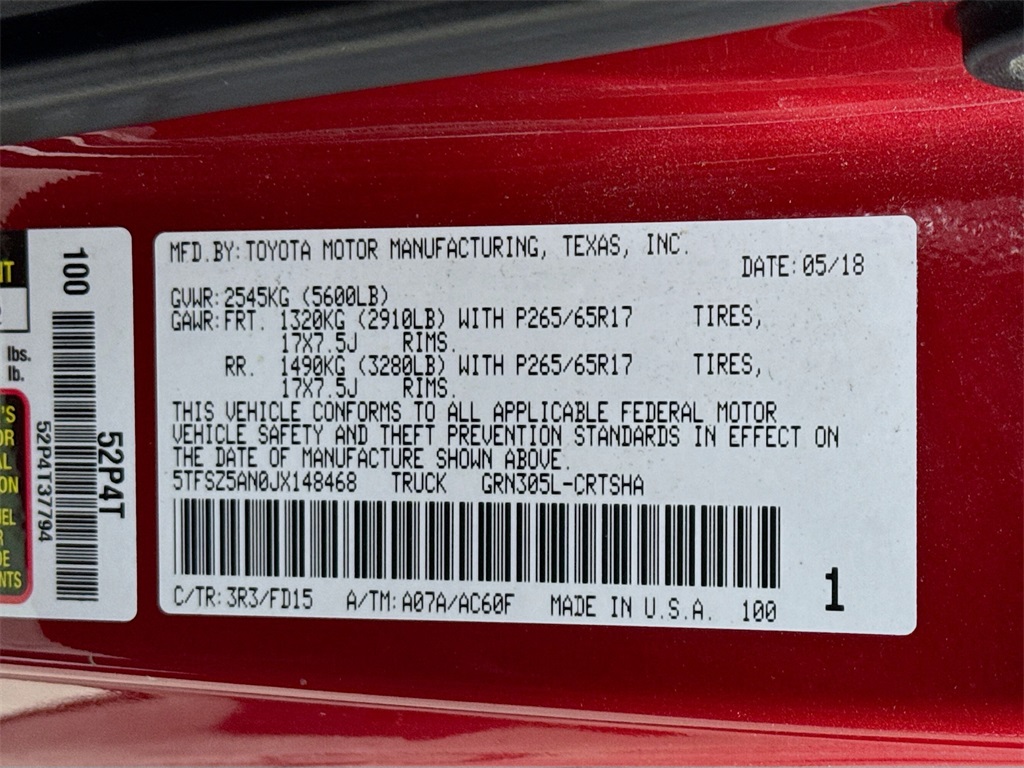 MFD.BY: TOYOTA MOTOR MANUFACTURING, TEXAS, INC.
DATE: 05/18
GVWR: 2545KG (5600LB)
GAWR: FRT. 1320KG (2910LB) WITH P265/65R17 TIRES,
17X7.5J RIMS.
RR. 1490KG (3280LB) WITH P265/65R17 TIRES,
17X7.5J RIMS.
THIS VEHICLE CONFORMS TO ALL APPLICABLE FEDERAL MOTOR
VEHICLE SAFETY AND THEFT PREVENTION STANDARDS IN EFFECT ON
THE DATE OF MANUFACTURE SHOWN ABOVE.
5TFSZ5AN0JX148468 TRUCK GRN305L-CRTSHA
C/TR: 3R3/FD15 A/TM: A07A/AC60F MADE IN U.S.A. 100
1
100
52P4T
52P4T37794
lbs.
lb.